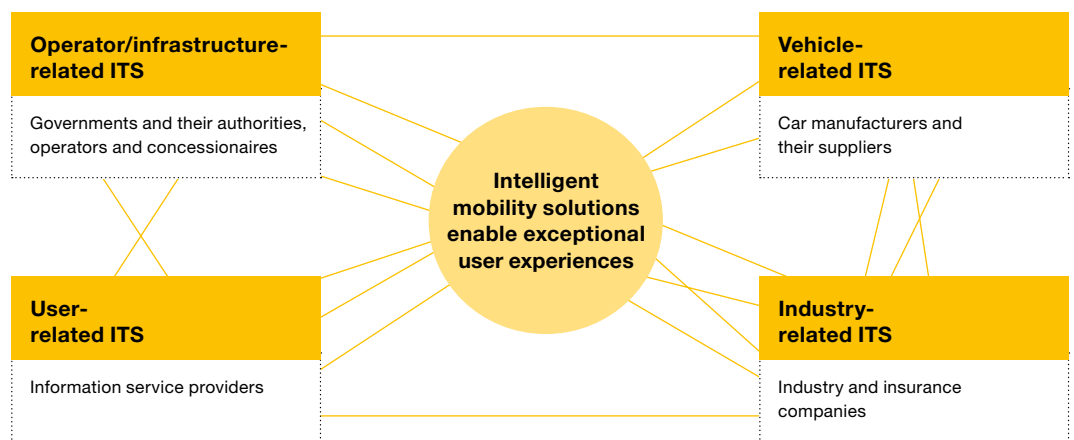 Operator/infrastructure-
related ITS
Governments and their authorities,
operators and concessionaires
Vehicle-
related ITS
Car manufacturers and
their suppliers
Intelligent
mobility solutions
enable exceptional
user experiences
User-
related ITS
Information service providers
Industry-
related ITS
Industry and insurance
companies